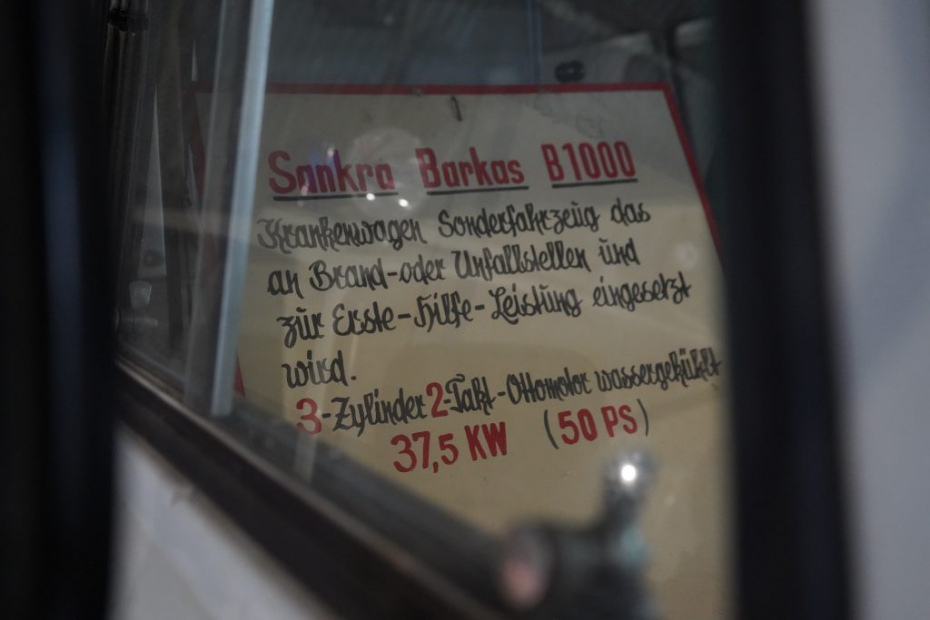 Sankra Barkas B1000
Krankenwagen Sonderfahrzeug das
an Brand-oder Unfallstellen und
zur Erste-Hilfe-Leistung eingesetzt
wird.
3-Zylinder 2-Takt-Ottomotor wassergekühlt
37,5 KW (50 PS)